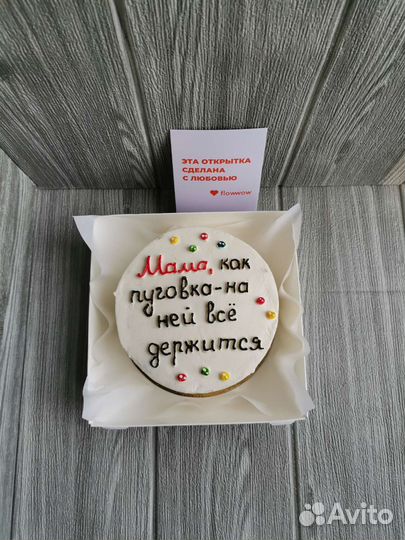 ЭТА ОТКРЫТКА
СДЕЛАНА
С ЛЮБОВЬЮ
flowwow
Мама, как
пуговка-на
ней всё
держится
Avito